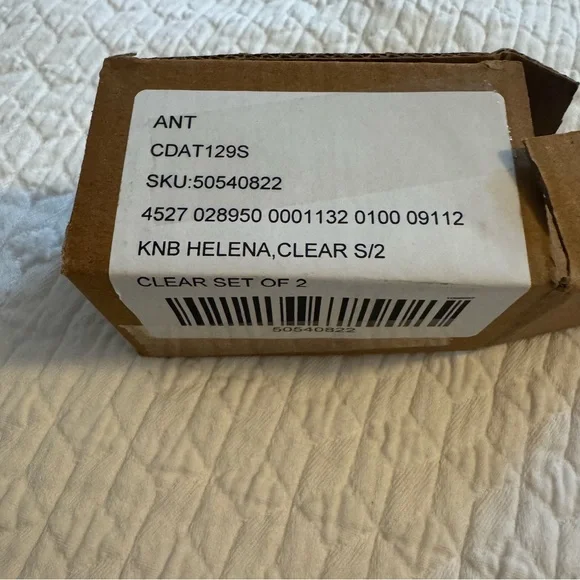 ANT
CDAT129S
SKU:50540822
4527 028950 0001132 0100 09112
KNB HELENA,CLEAR S/2
CLEAR SET OF 2
50540822